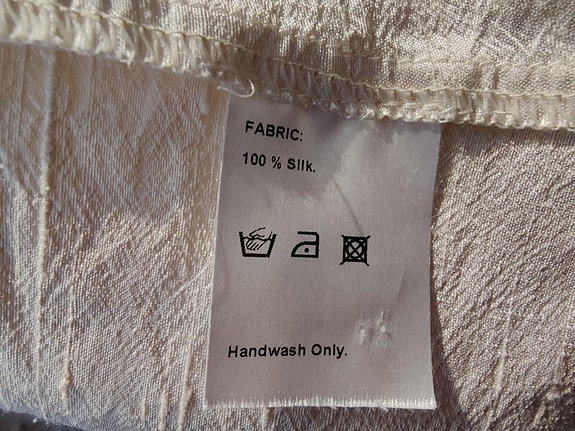 FABRIC:
100 % Silk.
Handwash Only.